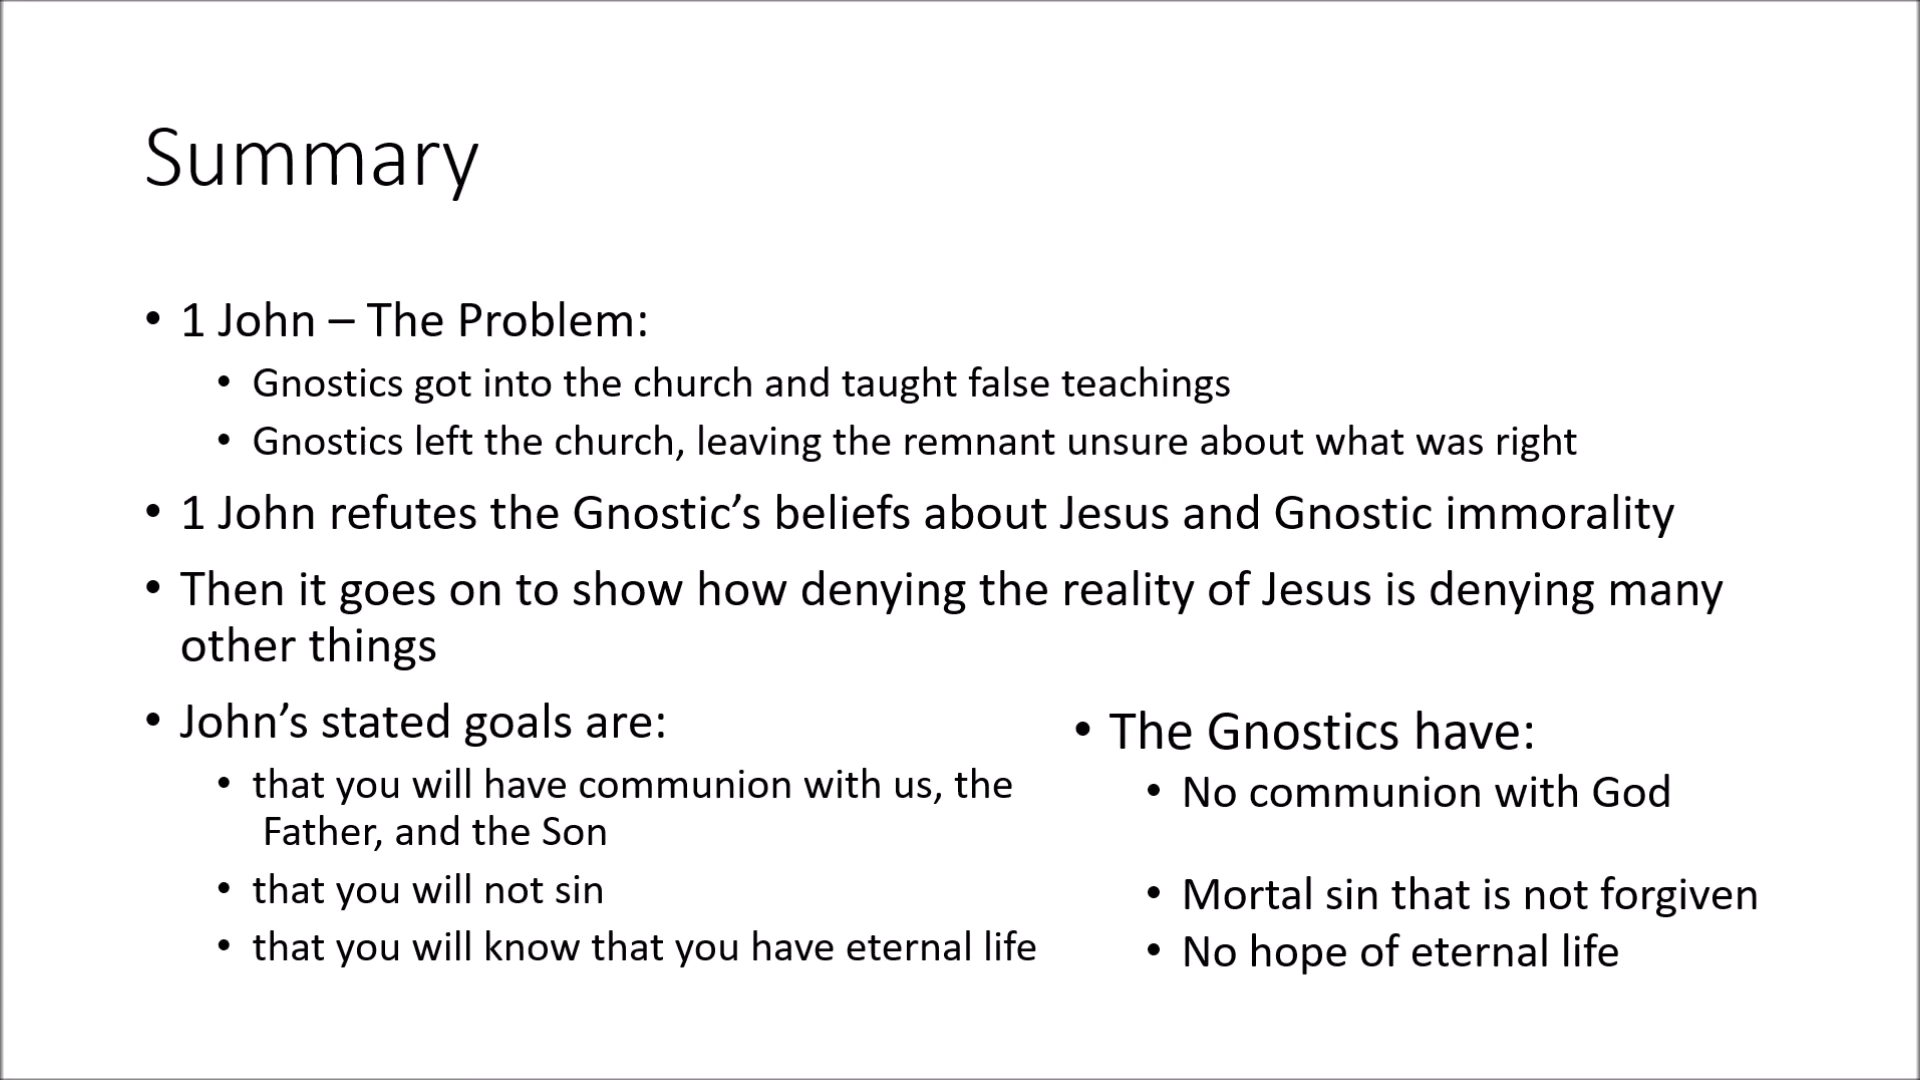 Summary
• 1 John – The Problem:
• Gnostics got into the church and taught false teachings
• Gnostics left the church, leaving the remnant unsure about what was right
• 1 John refutes the Gnostic’s beliefs about Jesus and Gnostic immorality
• Then it goes on to show how denying the reality of Jesus is denying many
other things
• John’s stated goals are:
• that you will have communion with us, the
Father, and the Son
• that you will not sin
• that you will know that you have eternal life
• The Gnostics have:
• No communion with God
• Mortal sin that is not forgiven
• No hope of eternal life